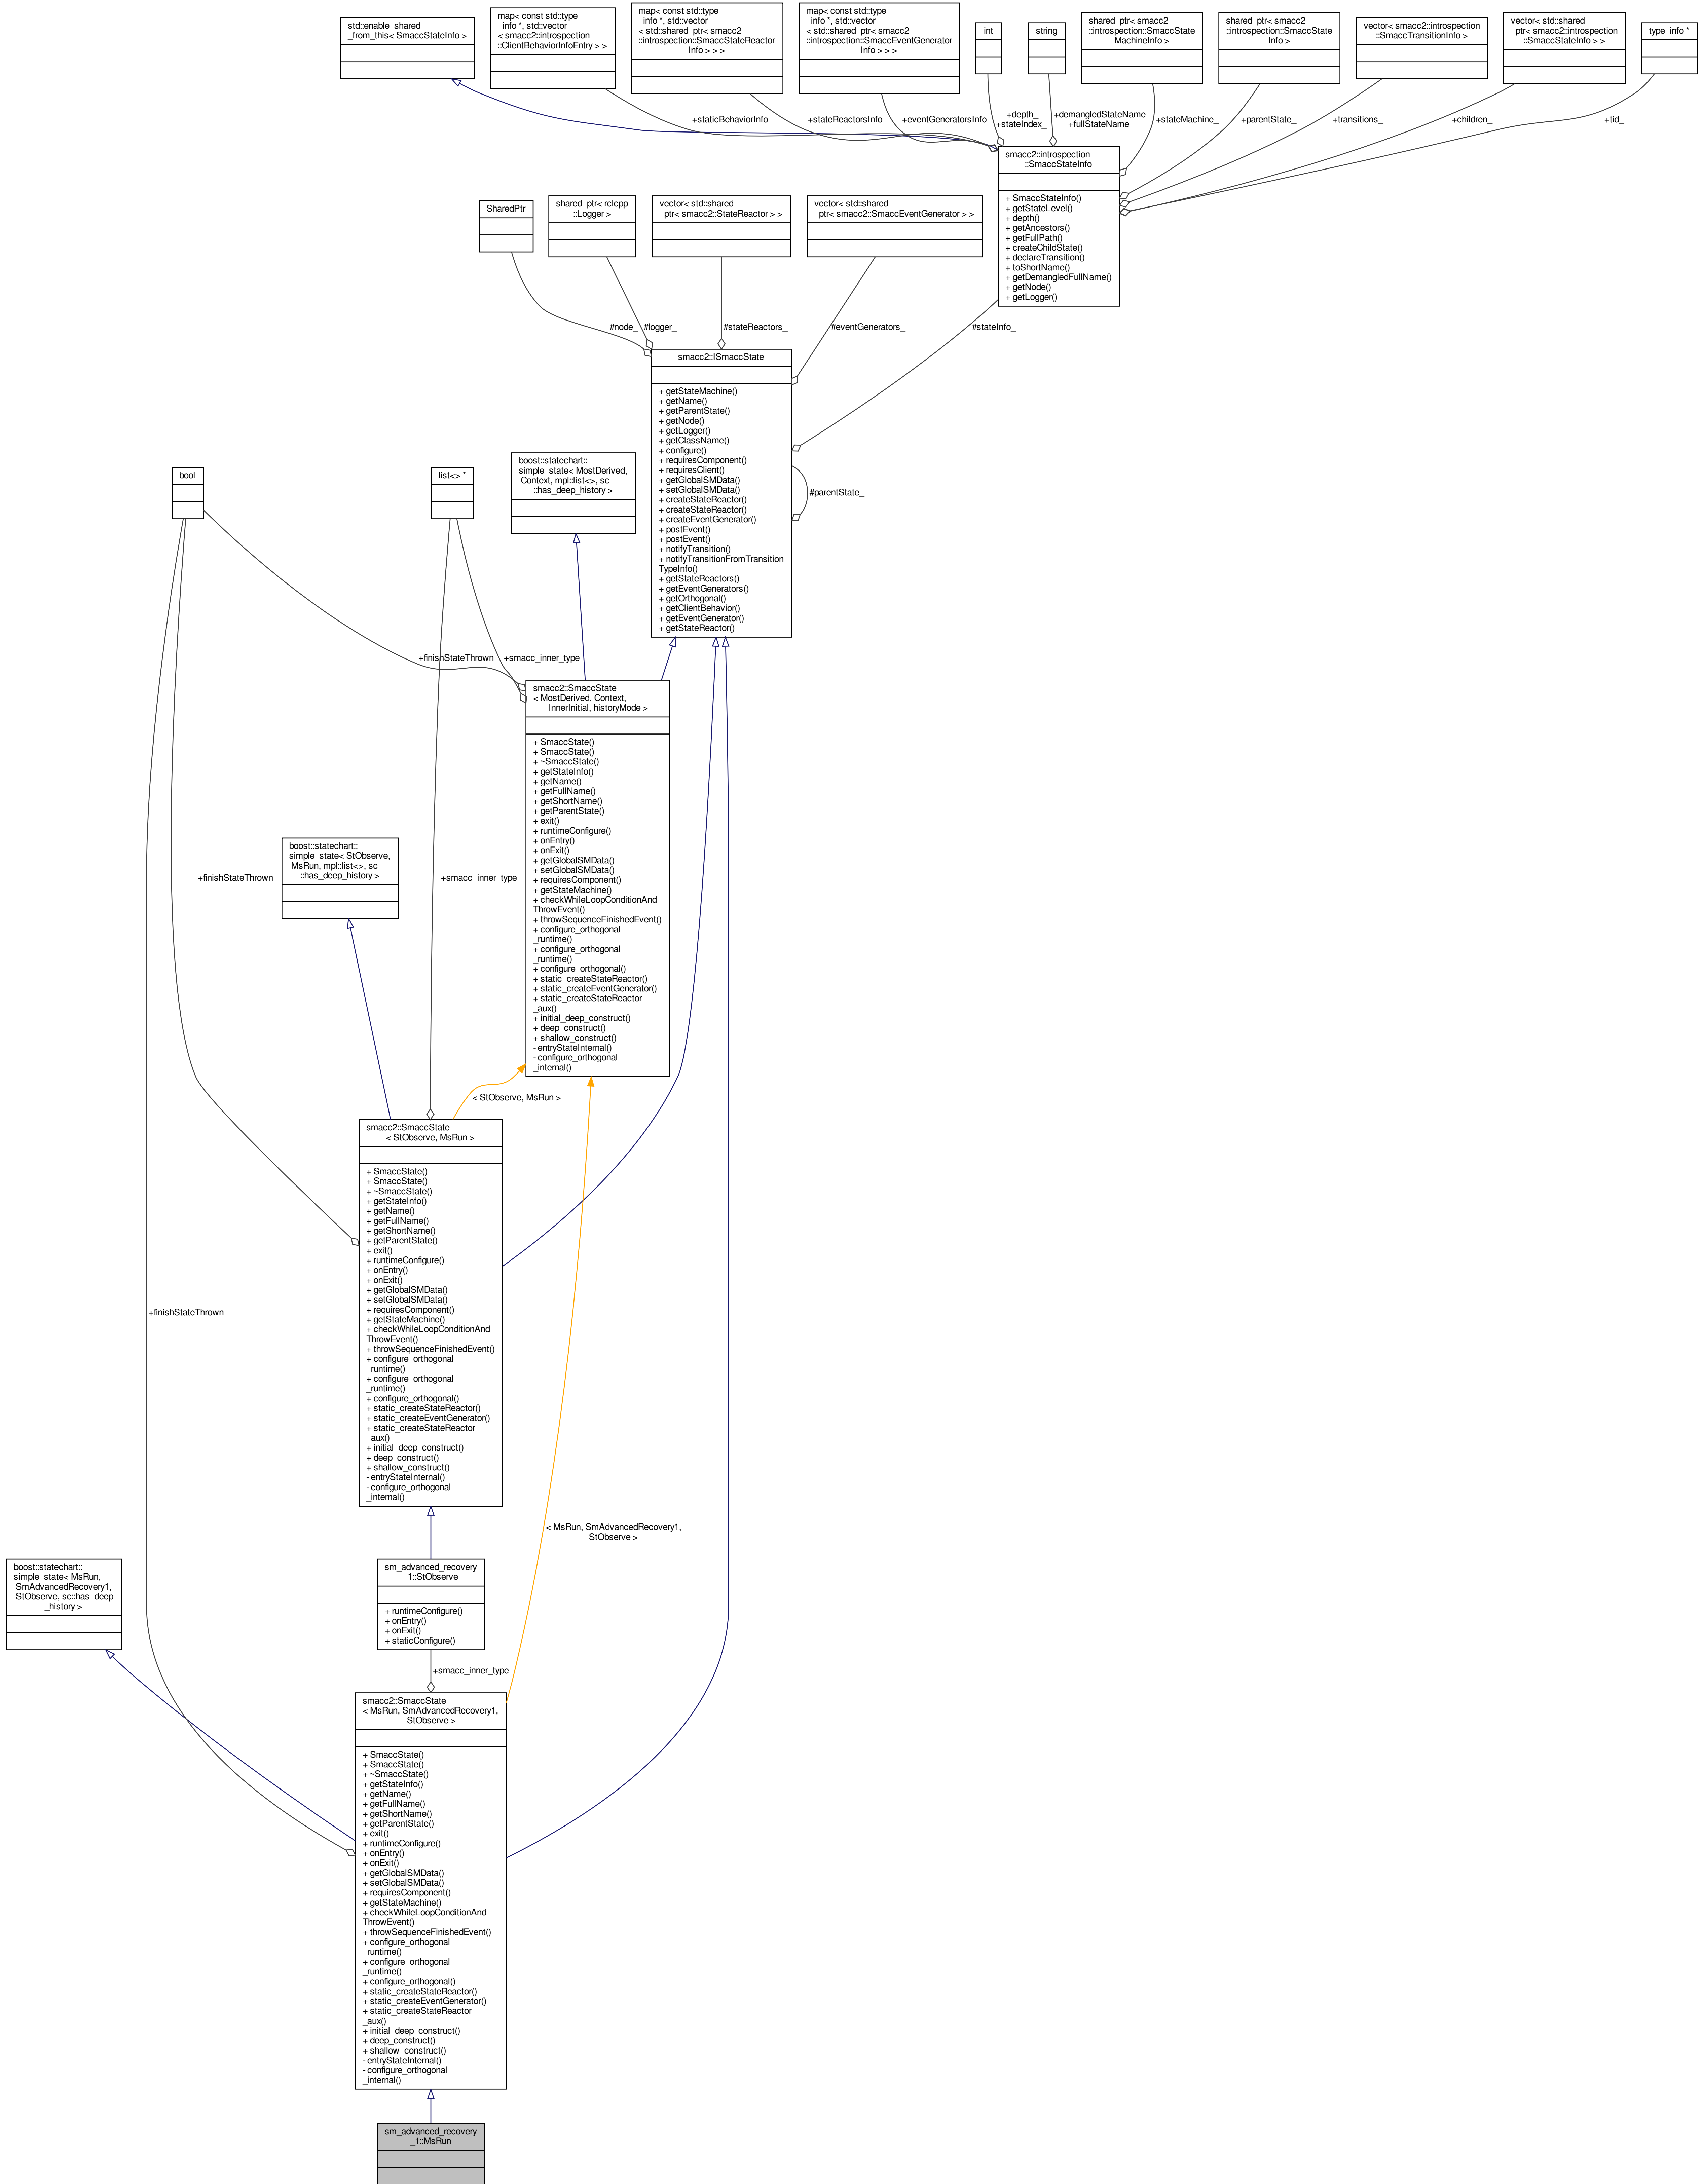 std::enable_shared
_from_this< SmaccStateInfo >
map< const std::type
_info *, std::vector
< smacc2::introspection
::ClientBehaviorInfoEntry > >
map< const std::type
_info *, std::vector
< std::shared_ptr< smacc2
::introspection::SmaccStateReactor
Info > > >
map< const std::type
_info *, std::vector
< std::shared_ptr< smacc2
::introspection::SmaccEventGenerator
Info > > >
int
string
shared_ptr< smacc2
::introspection::SmaccState
MachineInfo >
shared_ptr< smacc2
::introspection::SmaccState
Info >
vector< smacc2::introspection
::SmaccTransitionInfo >
vector< std::shared
_ptr< smacc2::introspection
::SmaccStateInfo > >
type_info *
+staticBehaviorInfo
+stateReactorsInfo
+eventGeneratorsInfo
+depth_
+stateIndex_
+demangledStateName
+fullStateName
+stateMachine_
+parentState_
+transitions_
+children_
+tid_
smacc2::introspection
::SmaccStateInfo
+ SmaccStateInfo()
+ getStateLevel()
+ depth()
+ getAncestors()
+ getFullPath()
+ createChildState()
+ declareTransition()
+ toShortName()
+ getDemangledFullName()
+ getNode()
+ getLogger()
SharedPtr
shared_ptr< rclcpp
::Logger >
vector< std::shared
_ptr< smacc2::StateReactor > >
vector< std::shared
_ptr< smacc2::SmaccEventGenerator > >
#node_
#logger_
#stateReactors_
#eventGenerators_
#stateInfo_
smacc2::ISmaccState
+ getStateMachine()
+ getName()
+ getParentState()
+ getNode()
+ getLogger()
+ getClassName()
+ configure()
+ requiresComponent()
+ requiresClient()
+ getGlobalSMData()
+ setGlobalSMData()
+ createStateReactor()
+ createStateReactor()
+ createEventGenerator()
+ postEvent()
+ postEvent()
+ notifyTransition()
+ notifyTransitionFromTransition
TypeInfo()
+ getStateReactors()
+ getEventGenerators()
+ getOrthogonal()
+ getClientBehavior()
+ getEventGenerator()
+ getStateReactor()
#parentState_
bool
list<> *
boost::statechart::
simple_state< MostDerived,
Context, mpl::list<>, sc
::has_deep_history >
+finishStateThrown
+smacc_inner_type
smacc2::SmaccState
< MostDerived, Context,
InnerInitial, historyMode >
+ SmaccState()
+ SmaccState()
+ ~SmaccState()
+ getStateInfo()
+ getName()
+ getFullName()
+ getShortName()
+ getParentState()
+ exit()
+ runtimeConfigure()
+ onEntry()
+ onExit()
+ getGlobalSMData()
+ setGlobalSMData()
+ requiresComponent()
+ getStateMachine()
+ checkWhileLoopConditionAnd
ThrowEvent()
+ throwSequenceFinishedEvent()
+ configure_orthogonal
_runtime()
+ configure_orthogonal
_runtime()
+ configure_orthogonal()
+ static_createStateReactor()
+ static_createEventGenerator()
+ static_createStateReactor
_aux()
+ initial_deep_construct()
+ deep_construct()
+ shallow_construct()
- entryStateInternal()
- configure_orthogonal
_internal()
boost::statechart::
simple_state< StObserve,
MsRun, mpl::list<>, sc
::has_deep_history >
+finishStateThrown
+smacc_inner_type
< StObserve, MsRun >
smacc2::SmaccState
< StObserve, MsRun >
+ SmaccState()
+ SmaccState()
+ ~SmaccState()
+ getStateInfo()
+ getName()
+ getFullName()
+ getShortName()
+ getParentState()
+ exit()
+ runtimeConfigure()
+ onEntry()
+ onExit()
+ getGlobalSMData()
+ setGlobalSMData()
+ requiresComponent()
+ getStateMachine()
+ checkWhileLoopConditionAnd
ThrowEvent()
+ throwSequenceFinishedEvent()
+ configure_orthogonal
_runtime()
+ configure_orthogonal
_runtime()
+ configure_orthogonal()
+ static_createStateReactor()
+ static_createEventGenerator()
+ static_createStateReactor
_aux()
+ initial_deep_construct()
+ deep_construct()
+ shallow_construct()
- entryStateInternal()
- configure_orthogonal
_internal()
+finishStateThrown
< MsRun, SmAdvancedRecovery1,
StObserve >
boost::statechart::
simple_state< MsRun,
SmAdvancedRecovery1,
StObserve, sc::has_deep
_history >
sm_advanced_recovery
_1::StObserve
+ runtimeConfigure()
+ onEntry()
+ onExit()
+ staticConfigure()
+smacc_inner_type
smacc2::SmaccState
< MsRun, SmAdvancedRecovery1,
StObserve >
+ SmaccState()
+ SmaccState()
+ ~SmaccState()
+ getStateInfo()
+ getName()
+ getFullName()
+ getShortName()
+ getParentState()
+ exit()
+ runtimeConfigure()
+ onEntry()
+ onExit()
+ getGlobalSMData()
+ setGlobalSMData()
+ requiresComponent()
+ getStateMachine()
+ checkWhileLoopConditionAnd
ThrowEvent()
+ throwSequenceFinishedEvent()
+ configure_orthogonal
_runtime()
+ configure_orthogonal
_runtime()
+ configure_orthogonal()
+ static_createStateReactor()
+ static_createEventGenerator()
+ static_createStateReactor
_aux()
+ initial_deep_construct()
+ deep_construct()
+ shallow_construct()
- entryStateInternal()
- configure_orthogonal
_internal()
sm_advanced_recovery
_1::MsRun